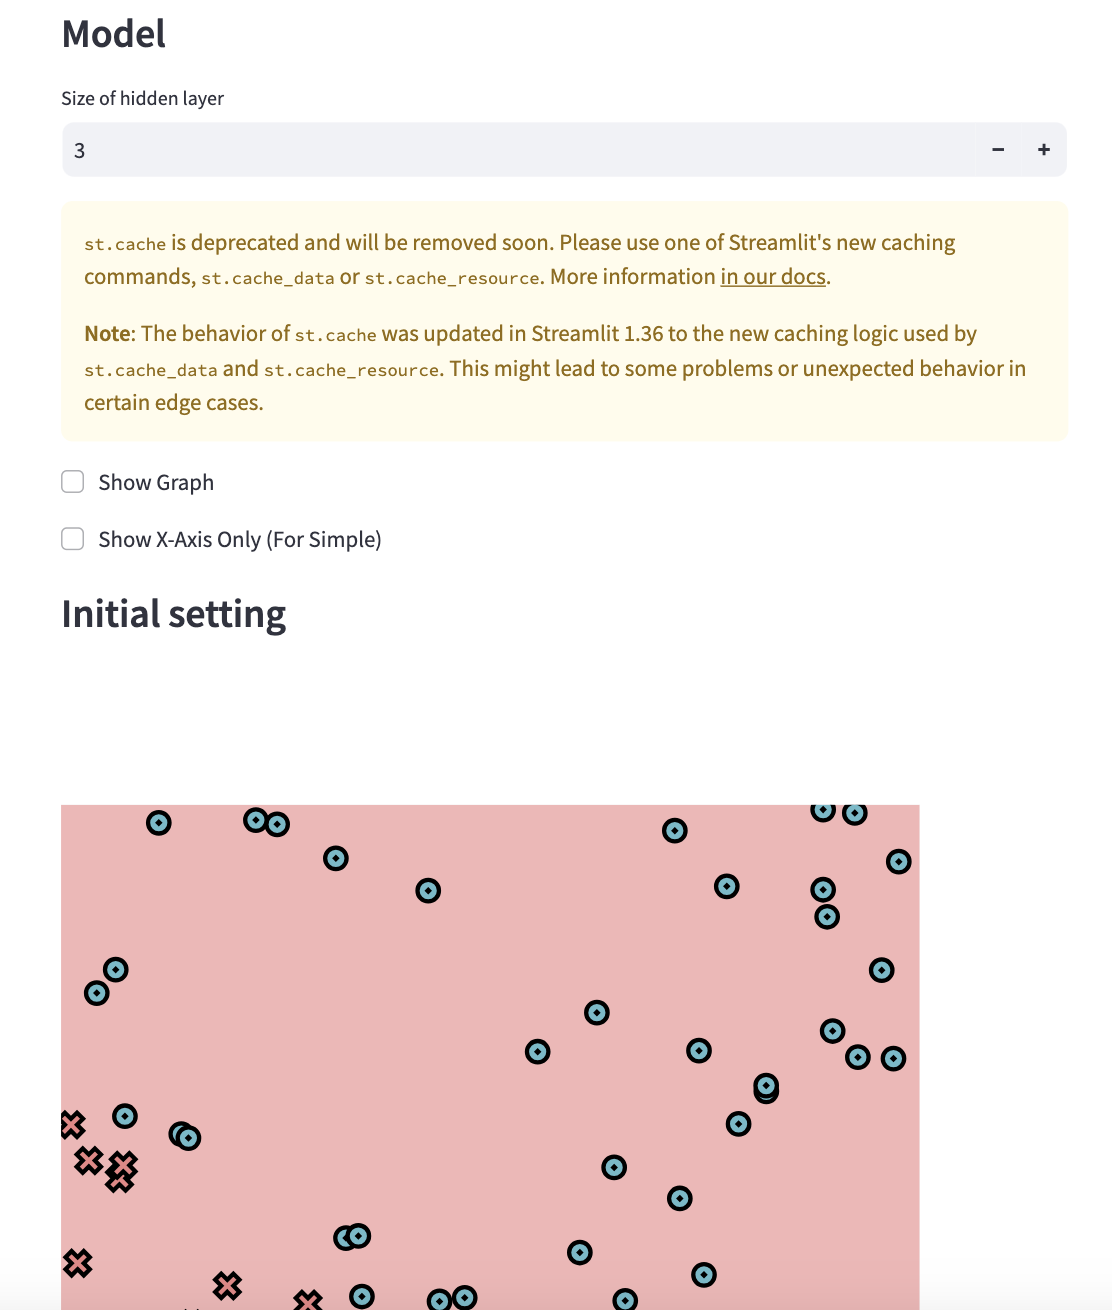 Model
Size of hidden layer
3
st.cache is deprecated and will be removed soon. Please use one of Streamlit's new caching
commands, st.cache_data or st.cache_resource. More information in our docs.
Note: The behavior of st.cache was updated in Streamlit 1.36 to the new caching logic used by
st.cache_data and st.cache_resource. This might lead to some problems or unexpected behavior in
certain edge cases.
Show Graph
Show X-Axis Only (For Simple)
Initial setting